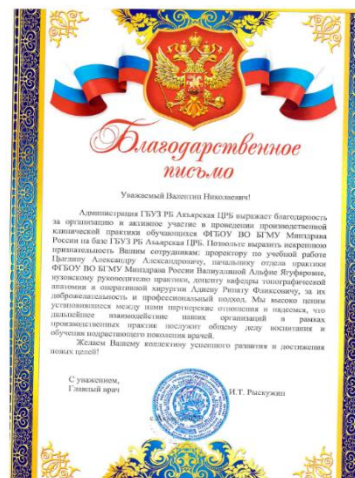 Благодарственное
письмо
Уважаемый Валентин Николаевич!
Администрация ГБУЗ РБ Акъярская ЦРБ выражает благодарность
за организацию и активное участие в проведении производственной
клинической практики обучающихся ФГБОУ ВО БГМУ Минздрава
России на базе ГБУЗ РБ Акъярская ЦРБ. Позвольте выразить искреннюю
признательность Вашим сотрудникам: проректору по учебной работе
Цыглину Александру Александровичу, начальнику отдела практики
ФГБОУ ВО БГМУ Минздрава России Валиуллиной Альфие Ягуфаровне,
вузовскому руководителю практики, доценту кафедры топографической
анатомии и оперативной хирургии Адиеву Ринату Фанисовичу, за их
доброжелательность и профессиональный подход. Мы высоко ценим
установившиеся между нами партнерские отношения и надеемся, что
дальнейшее взаимодействие наших организаций в рамках
производственных практик послужит общему делу воспитания и
обучения подрастающего поколения врачей.
Желаем Вашему коллективу успешного развития и достижения
новых целей!
С уважением,
Главный врач
И.Т. Рыскужин